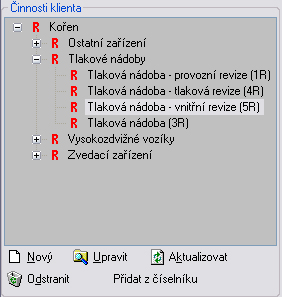 Činnosti klienta
R Kořen
R Ostatní zařízení
R Tlakové nádoby
R Tlaková nádoba - provozní revize (1R)
R Tlaková nádoba - tlaková revize (4R)
R Tlaková nádoba - vnitřní revize (5R)
R Tlaková nádoba (3R)
R Vysokozdvižné vozíky
R Zvedací zařízení
Nový Upravit Aktualizovat
Odstranit Přidat z číselníku